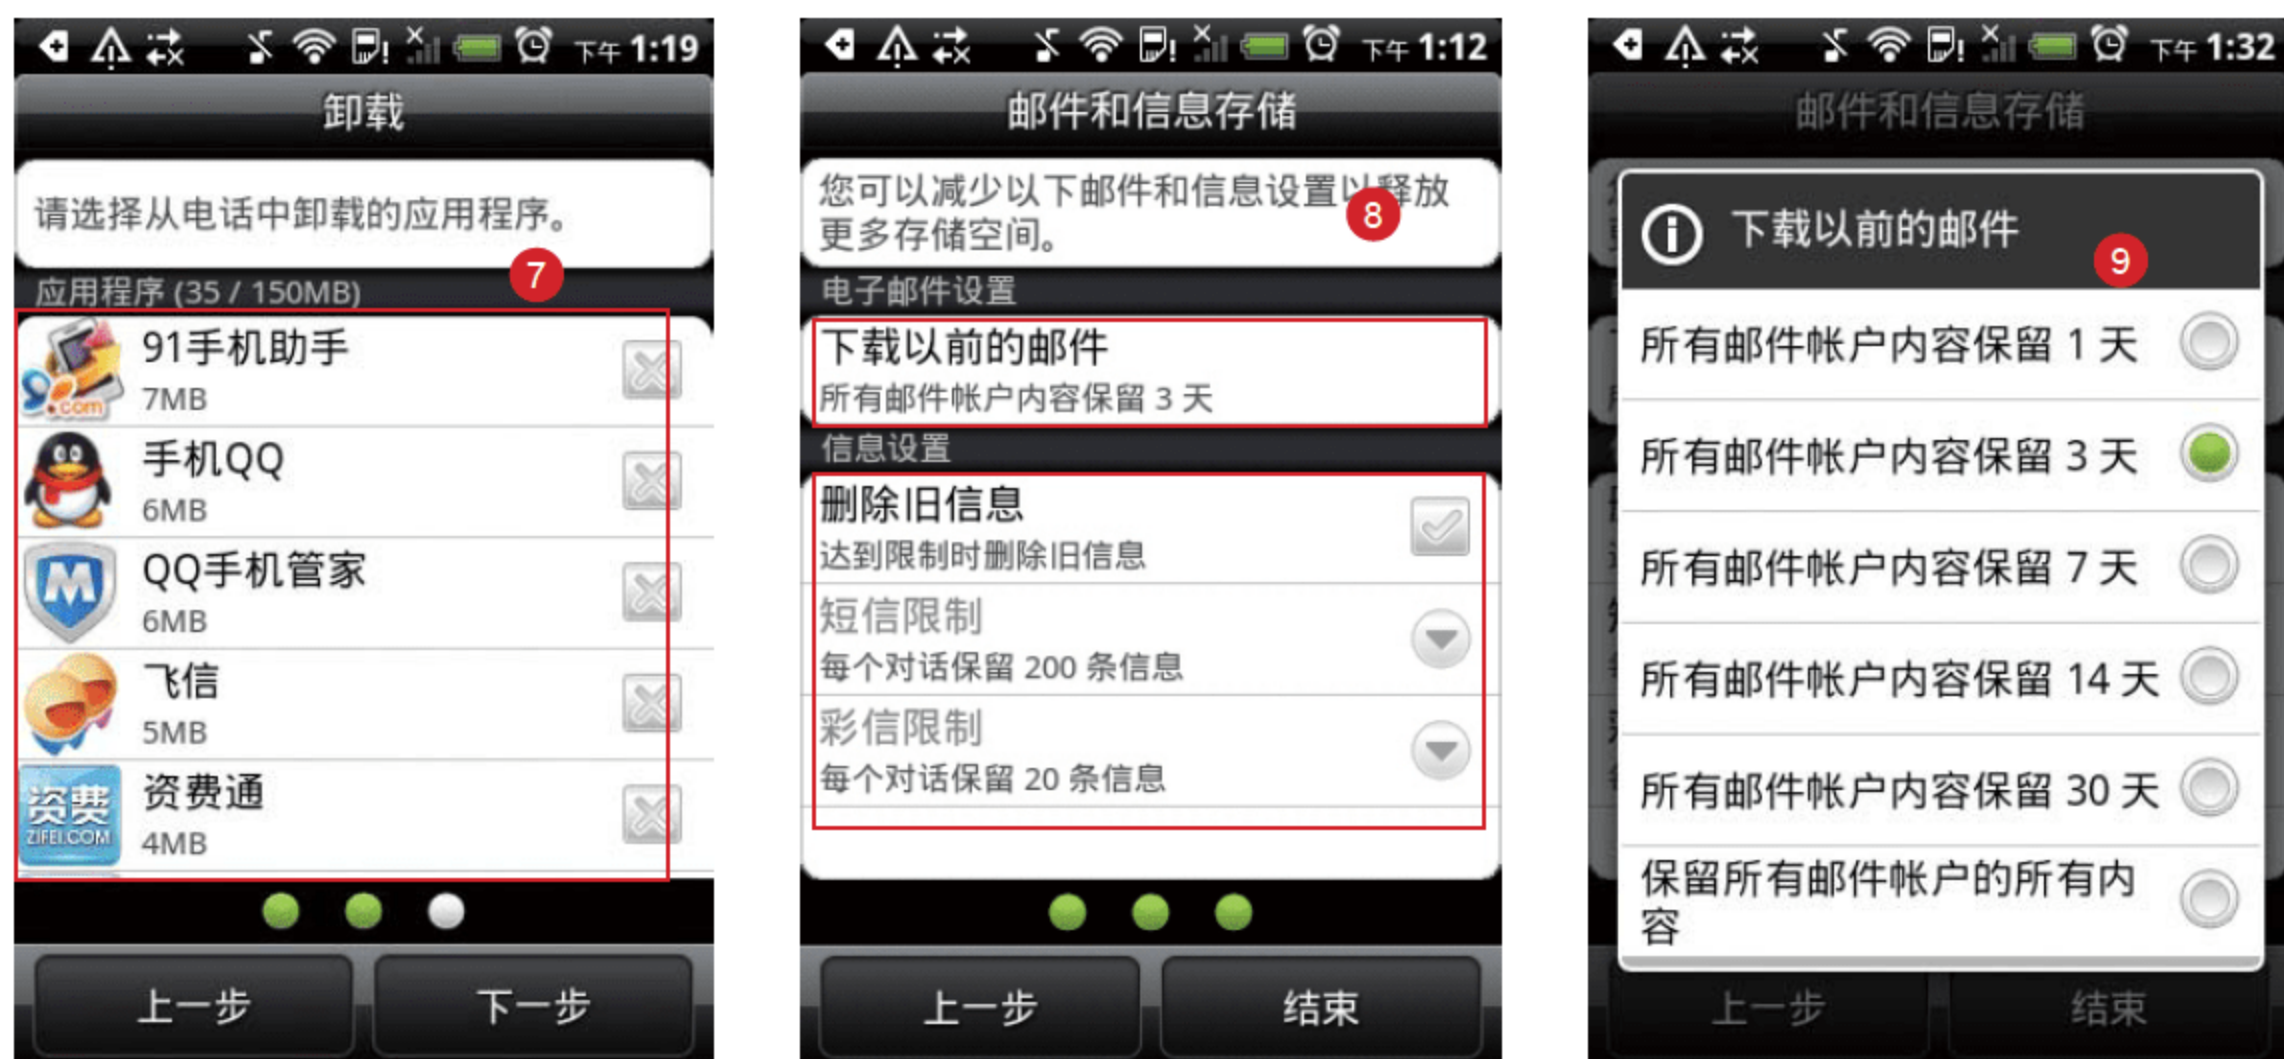 下午 1:19
卸载
请选择从电话中卸载的应用程序。
7
应用程序 (35 / 150MB)
91手机助手
.com
7MB
手机QQ
6MB
M
QQ手机管家
6MB
飞信
5MB
资费
ZIFEI.COM
资费通
4MB
上一步
下一步
下午 1:12
邮件和信息存储
您可以减少以下邮件和信息设置以释放
更多存储空间。
8
电子邮件设置
下载以前的邮件
所有邮件帐户内容保留 3 天
信息设置
删除旧信息
达到限制时删除旧信息
短信限制
每个对话保留 200 条信息
彩信限制
每个对话保留 20 条信息
上一步
结束
下午 1:32
邮件和信息存储
下载以前的邮件
9
所有邮件帐户内容保留 1 天
所有邮件帐户内容保留 3 天
所有邮件帐户内容保留 7 天
所有邮件帐户内容保留 14 天
所有邮件帐户内容保留 30 天
保留所有邮件帐户的所有内
容
上一步
结束